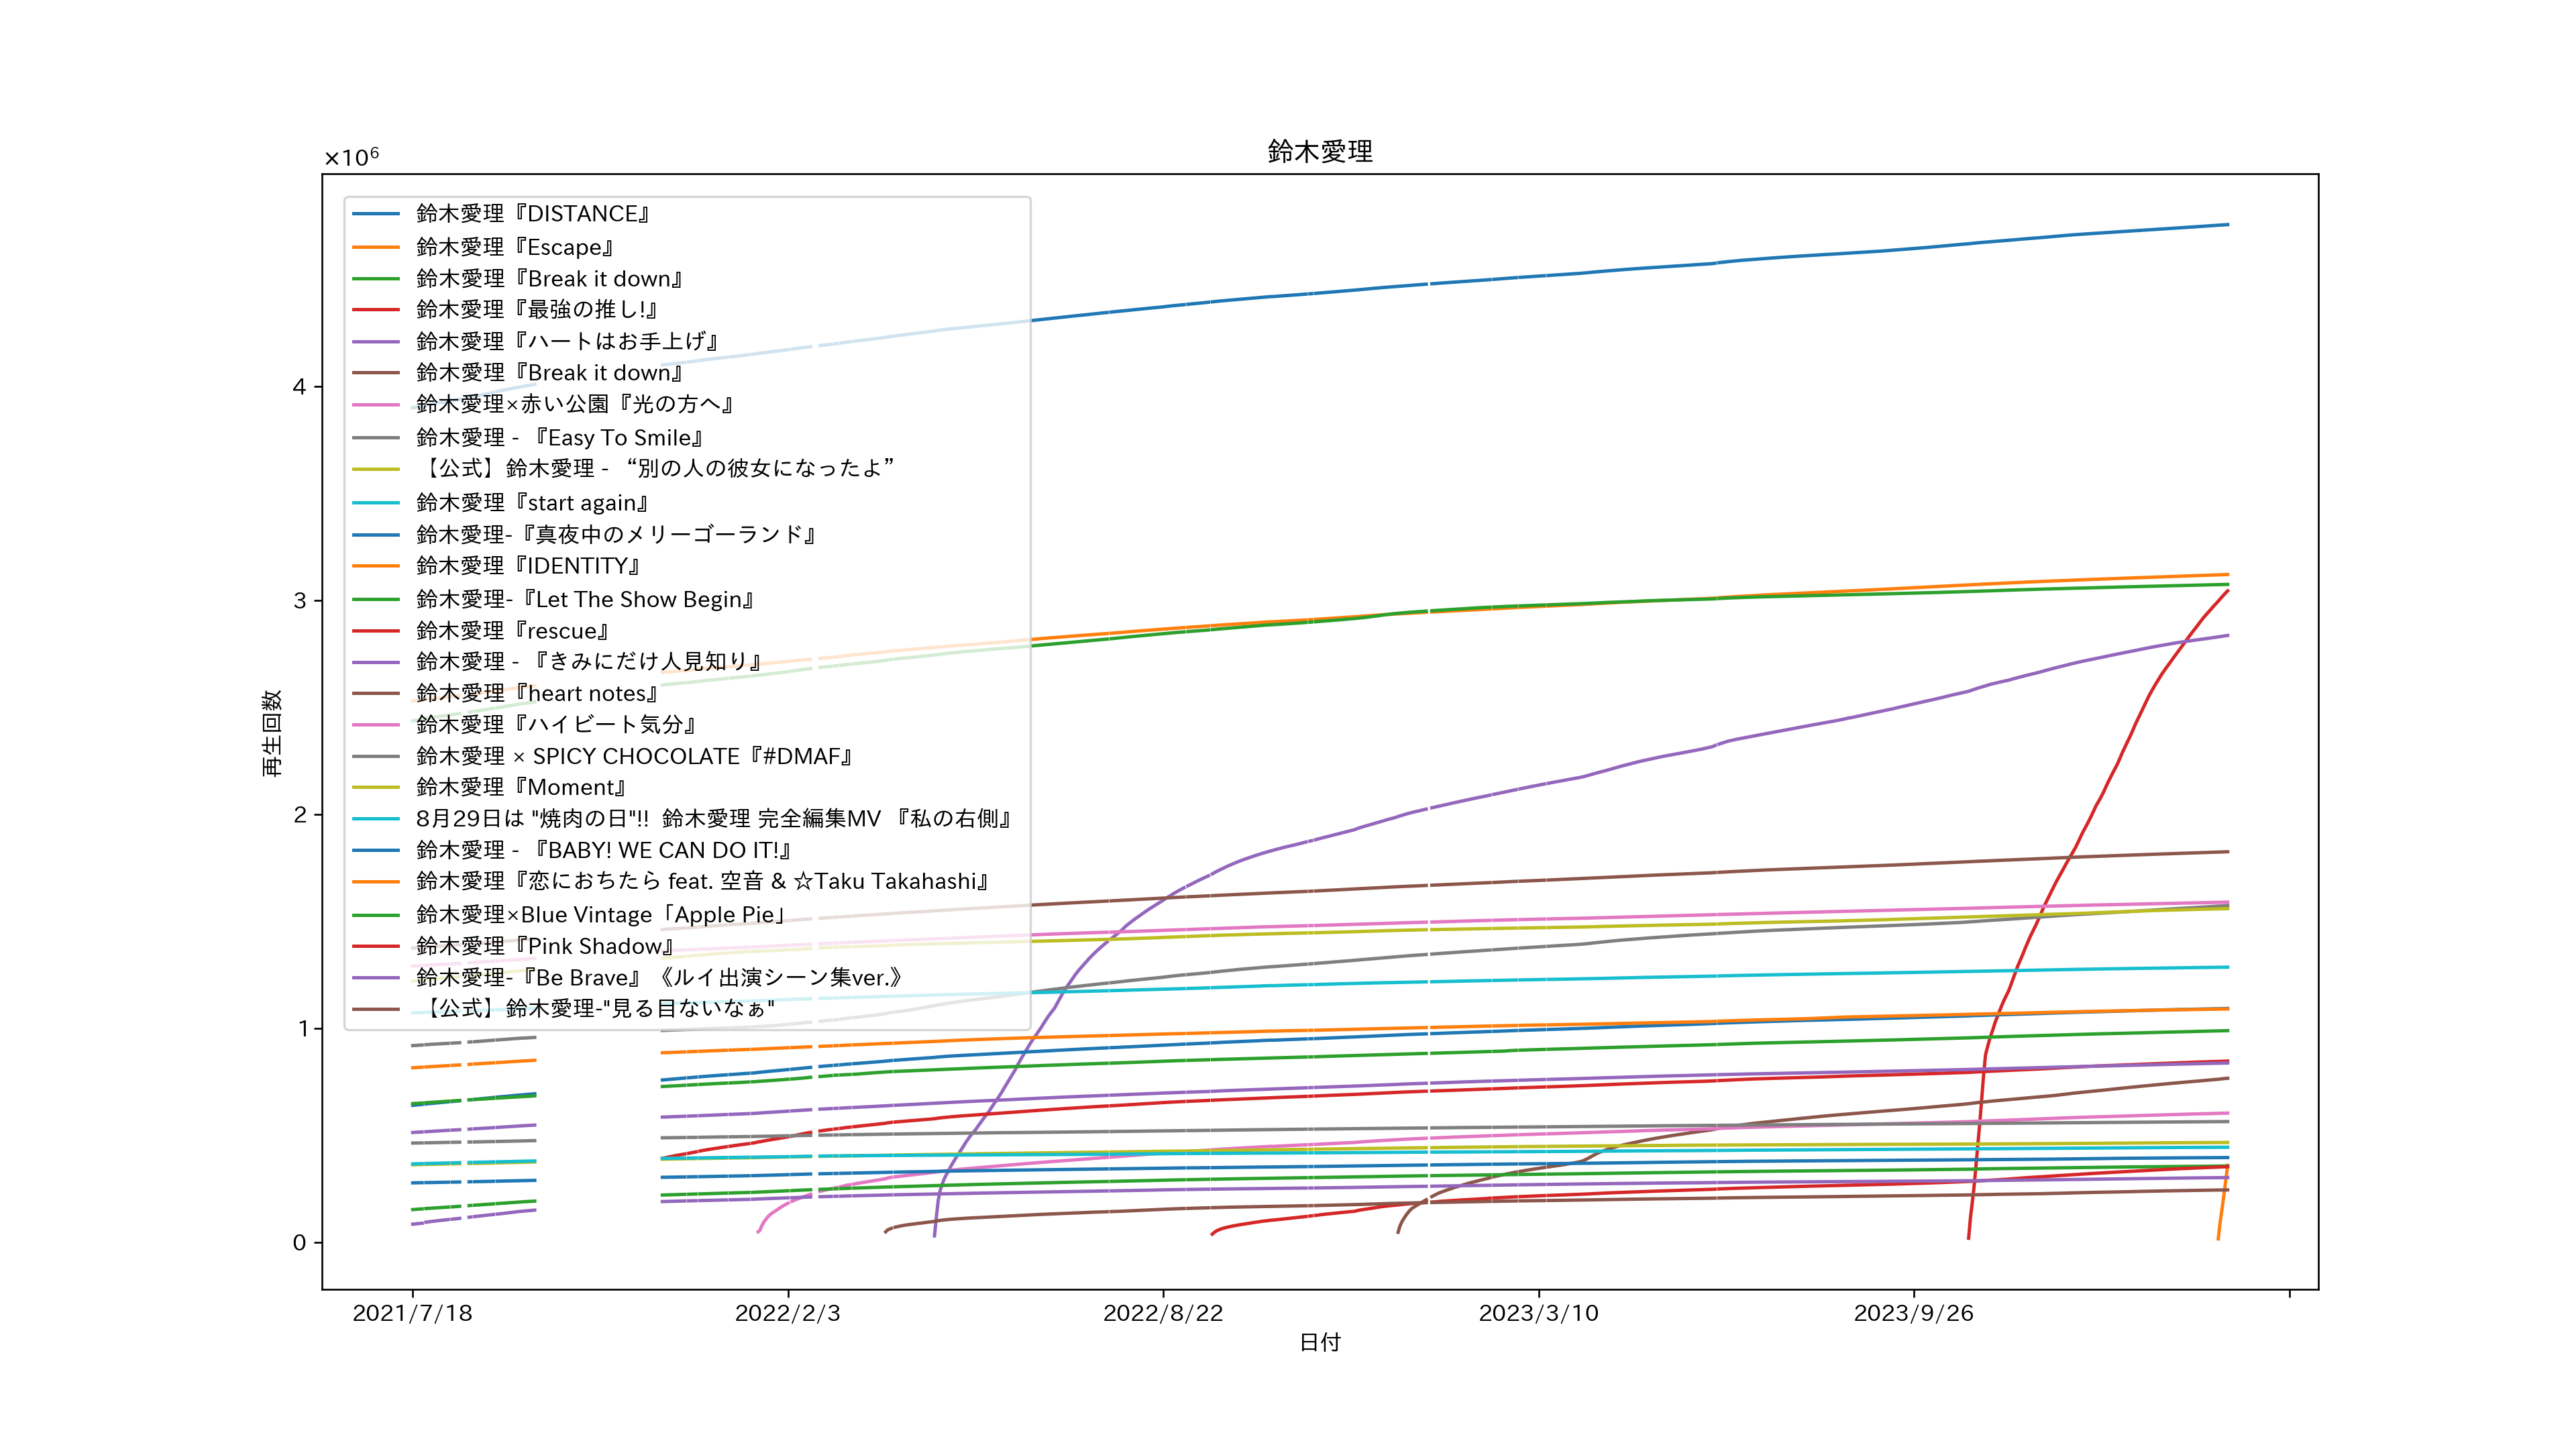 鈴木愛理
×10⁶
鈴木愛理『DISTANCE』
鈴木愛理『Escape』
鈴木愛理『Break it down』
鈴木愛理『最強の推し!』
鈴木愛理『ハートはお手上げ』
鈴木愛理『Break it down』
鈴木愛理×赤い公園『光の方へ』
鈴木愛理 - 『Easy To Smile』
【公式】鈴木愛理 - “別の人の彼女になったよ”
鈴木愛理『start again』
鈴木愛理-『真夜中のメリーゴーランド』
鈴木愛理『IDENTITY』
鈴木愛理-『Let The Show Begin』
鈴木愛理『rescue』
鈴木愛理 - 『きみにだけ人見知り』
鈴木愛理『heart notes』
鈴木愛理『ハイビート気分』
鈴木愛理 × SPICY CHOCOLATE『#DMAF』
鈴木愛理『Moment』
8月29日は "焼肉の日"!! 鈴木愛理 完全編集MV 『私の右側』
鈴木愛理 - 『BABY! WE CAN DO IT!』
鈴木愛理『恋におちたら feat. 空音 & ☆Taku Takahashi』
鈴木愛理×Blue Vintage「Apple Pie」
鈴木愛理『Pink Shadow』
鈴木愛理-『Be Brave』《ルイ出演シーン集ver.》
【公式】鈴木愛理-"見る目ないなぁ"
4
3
2
1
0
再生回数
2021/7/18
2022/2/3
2022/8/22
2023/3/10
2023/9/26
日付